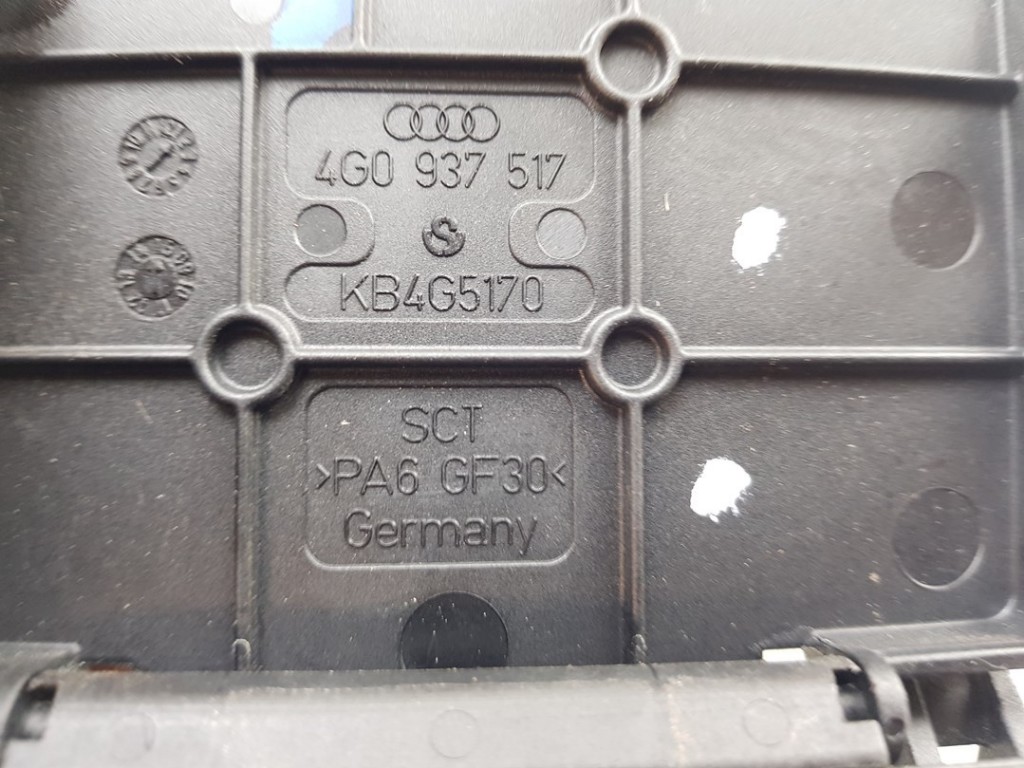 4G0 937 517
S
KB4G5170
SCT
>PA6 GF30<
Germany